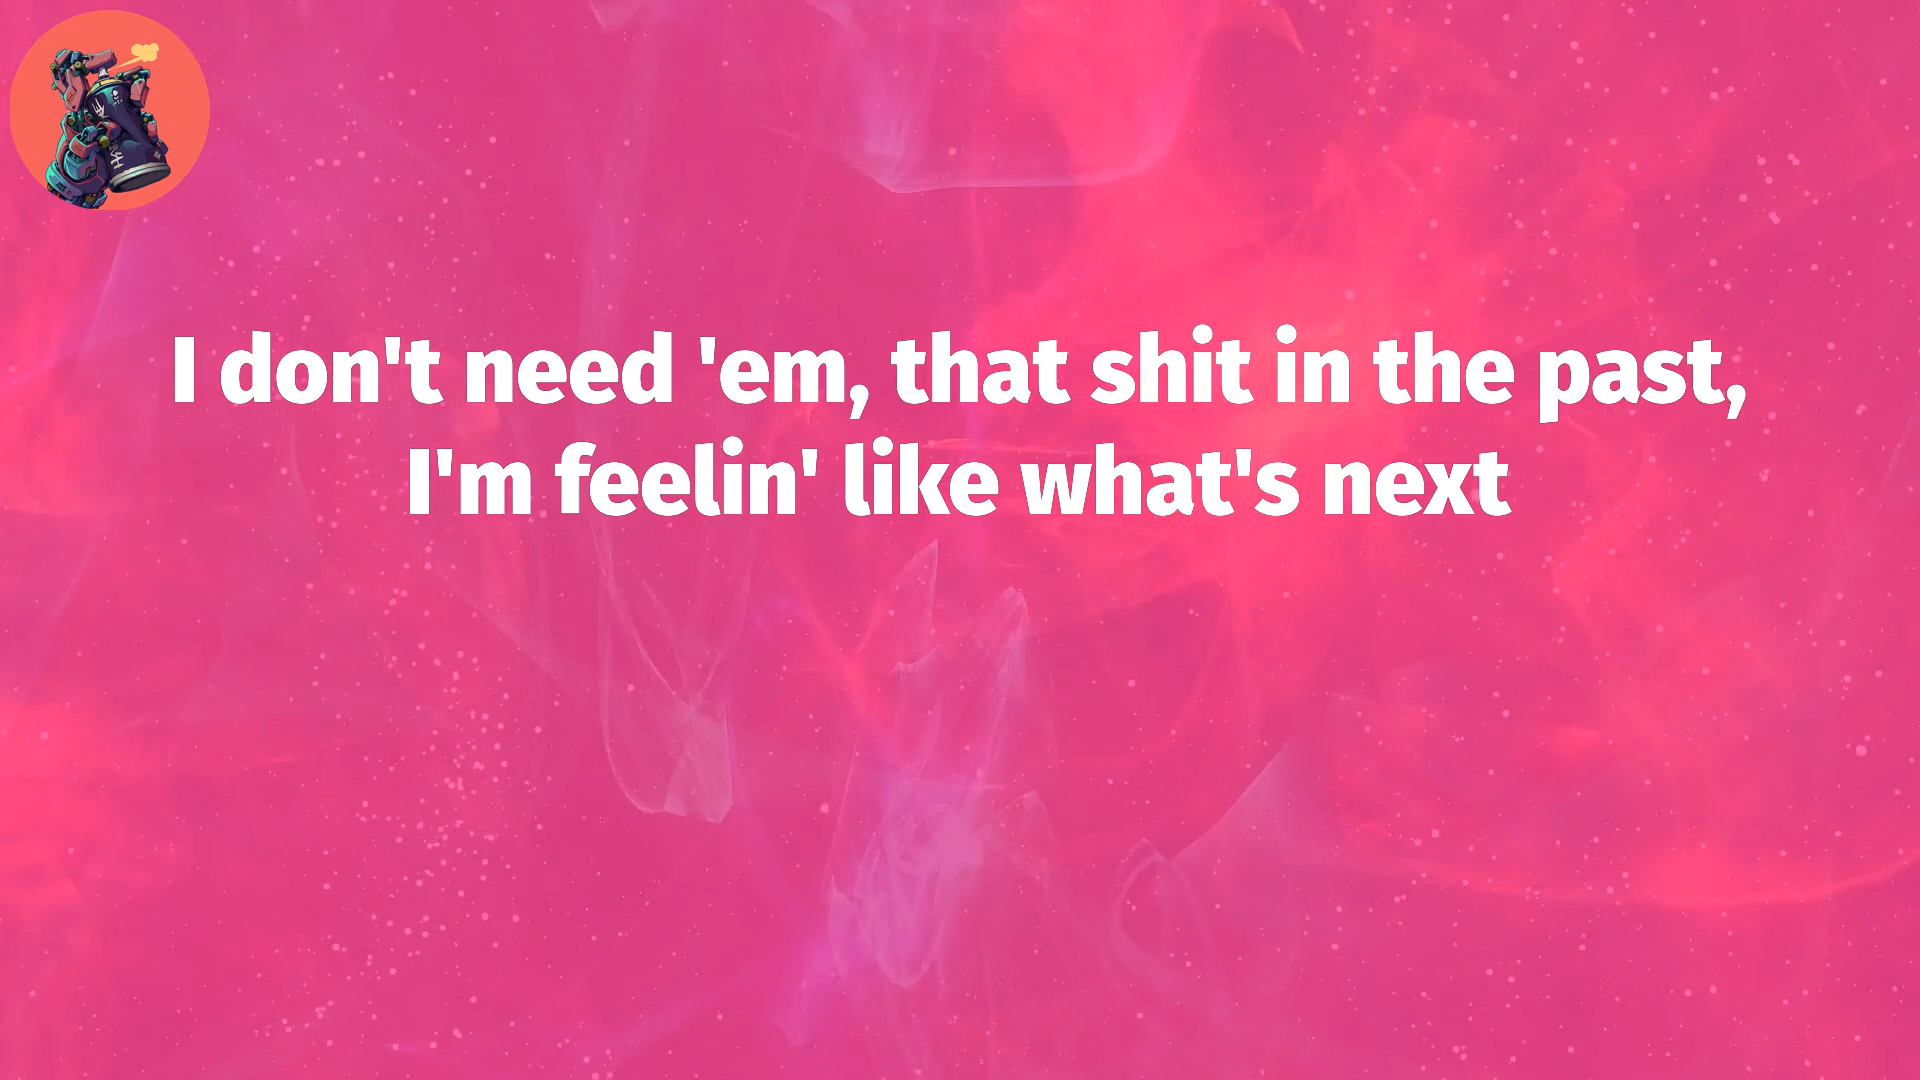 I don't need 'em, that shit in the past,
I'm feelin' like what's next